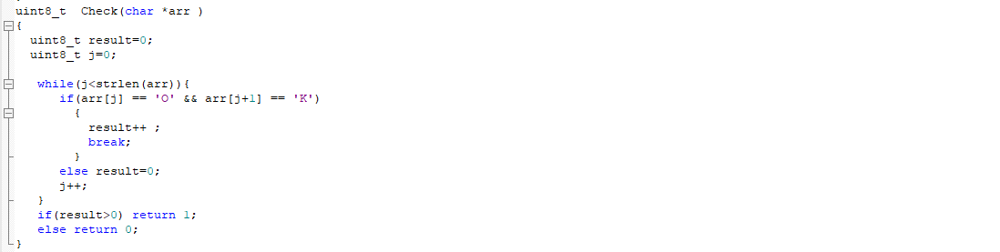 uint8_t  Check(char *arr )
{
  uint8_t result=0;
  uint8_t j=0;

   while(j<strlen(arr)){
      if(arr[j] == 'O' && arr[j+1] == 'K')
        {
          result++ ;
          break;
        }
      else result=0;
      j++;
   }
   if(result>0) return 1;
   else return 0;
}